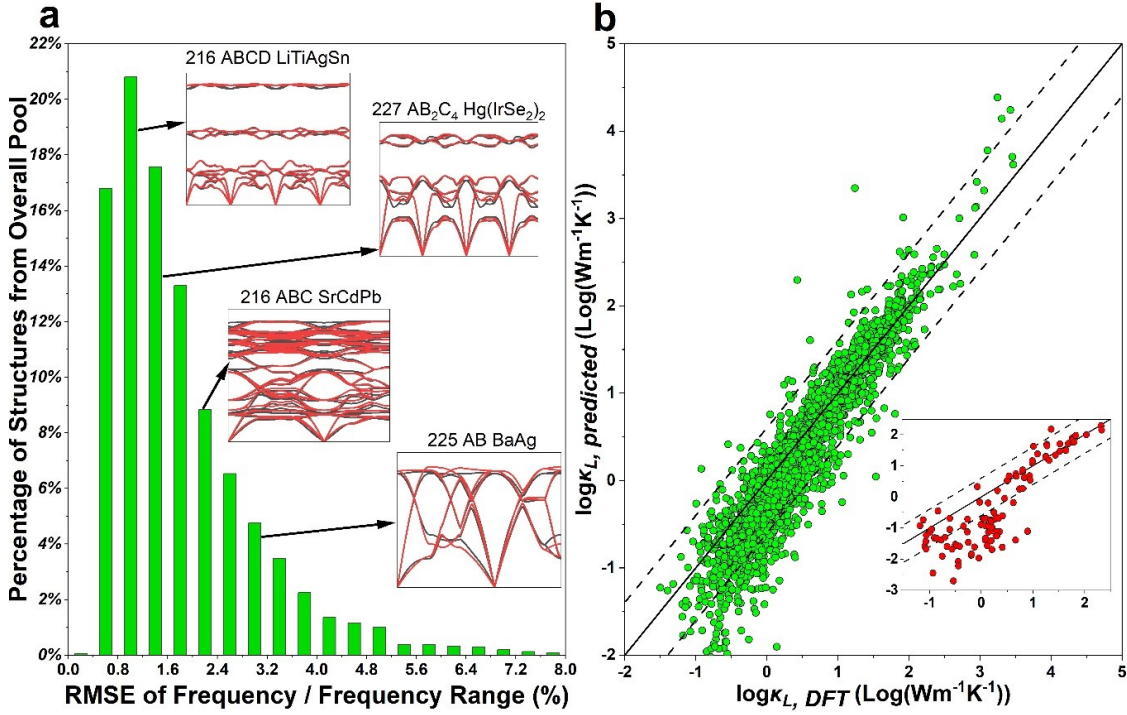 a
22%
20%
18%
16%
14%
12%
10%
8%
6%
4%
2%
0%
Percentage of Structures from Overall Pool
216 ABCD LiTiAgSn
227 AB₂C₄ Hg(IrSe₂)₂
216 ABC SrCdPb
225 AB BaAg
0.0 0.8 1.6 2.4 3.2 4.0 4.8 5.6 6.4 7.2 8.0
RMSE of Frequency / Frequency Range (%)
b
5
4
3
2
1
0
-1
-2
logκL, predicted (Log(Wm⁻¹K⁻¹))
2
1
0
-1
-2
-3
-1 0 1 2
-2 -1 0 1 2 3 4 5
logκL, DFT (Log(Wm⁻¹K⁻¹))